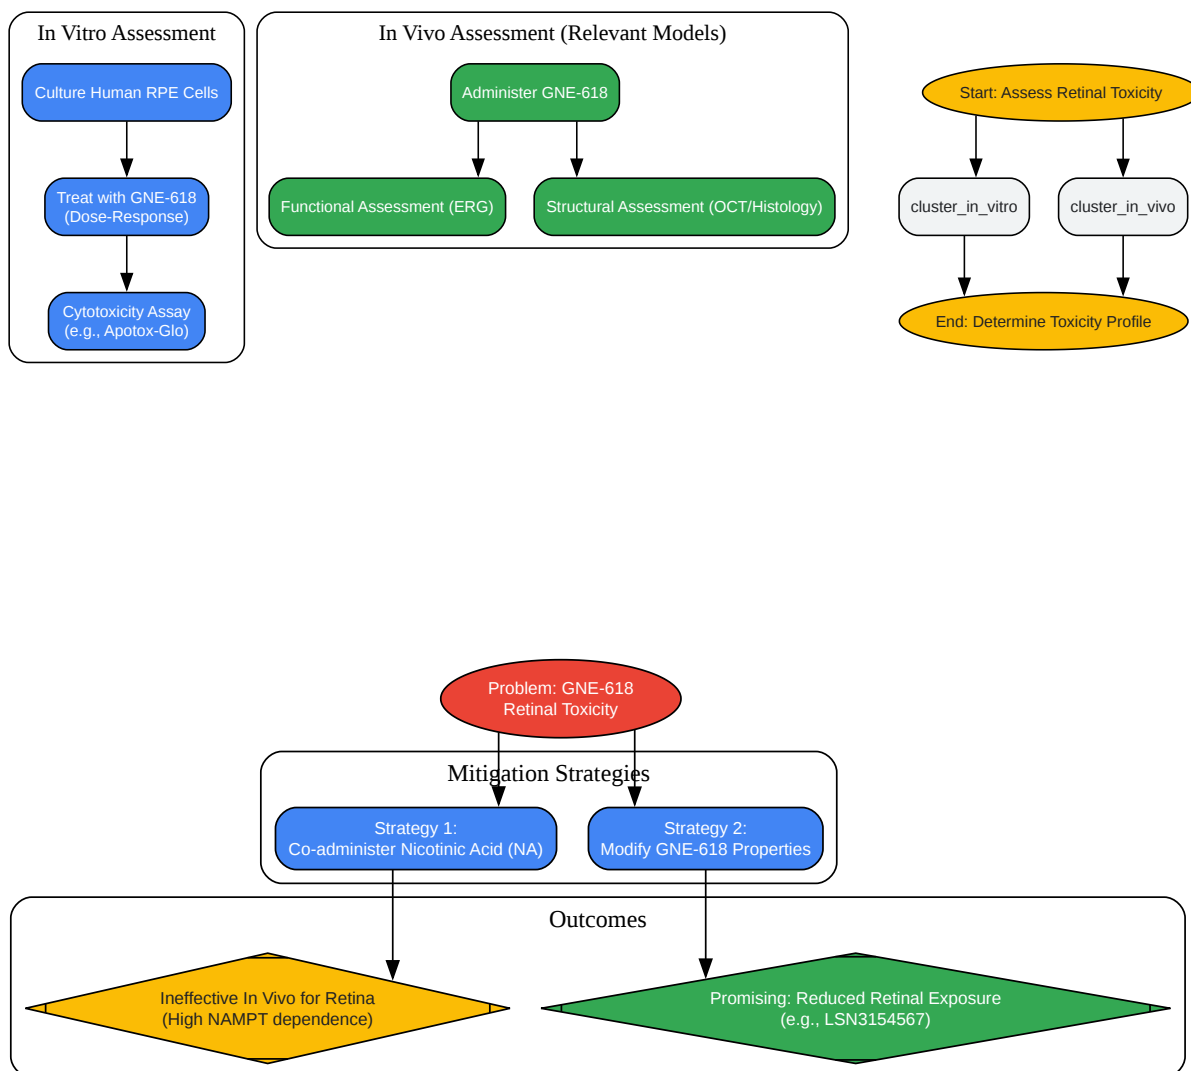 In Vitro Assessment
Culture Human RPE Cells
Treat with GNE-618
(Dose-Response)
Cytotoxicity Assay
(e.g., Apotox-Glo)
In Vivo Assessment (Relevant Models)
Administer GNE-618
Functional Assessment (ERG)
Structural Assessment (OCT/Histology)
Start: Assess Retinal Toxicity
cluster_in_vitro
cluster_in_vivo
End: Determine Toxicity Profile
Problem: GNE-618
Retinal Toxicity
Mitigation Strategies
Strategy 1:
Co-administer Nicotinic Acid (NA)
Strategy 2:
Modify GNE-618 Properties
Outcomes
Ineffective In Vivo for Retina
(High NAMPT dependence)
Promising: Reduced Retinal Exposure
(e.g., LSN3154567)